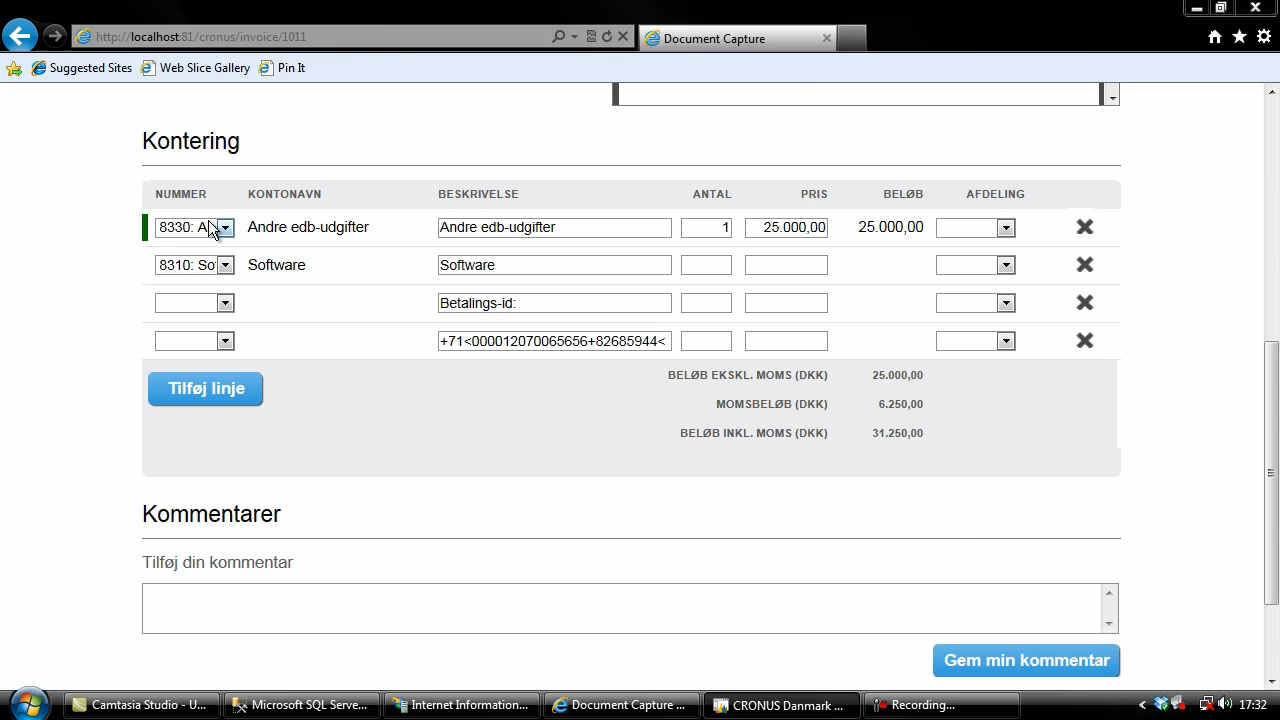 http://localhost:81/cronus/invoice/1011
Document Capture
Suggested Sites
Web Slice Gallery
Pin It
Kontering
NUMMER KONTONAVN BESKRIVELSE ANTAL PRIS BELØB AFDELING
8330: A Andre edb-udgifter Andre edb-udgifter 1 25.000,00 25.000,00
8310: So Software Software
Betalings-id:
+71<000012070065656+82685944<
Tilføj linje
BELØB EKSKL. MOMS (DKK) 25.000,00
MOMSBELØB (DKK) 6.250,00
BELØB INKL. MOMS (DKK) 31.250,00
Kommentarer
Tilføj din kommentar
Gem min kommentar
Camtasia Studio - U...
Microsoft SQL Serve...
Internet Information...
Document Capture ...
CRONUS Danmark ...
Recording...
17:32